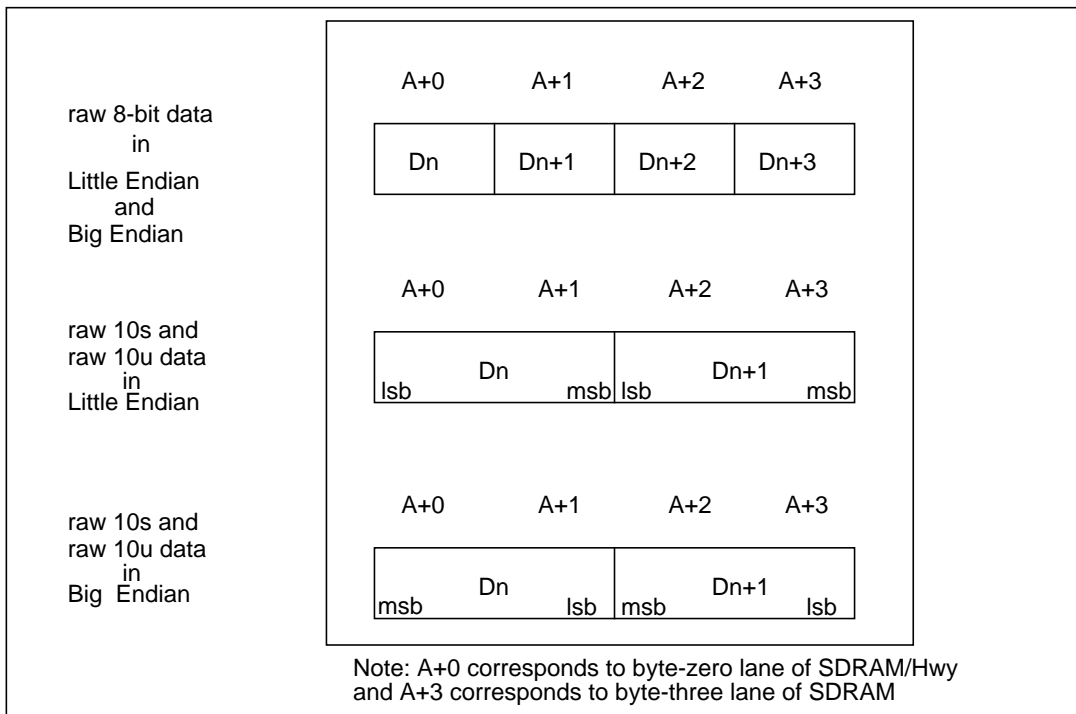 A+0 A+1 A+2 A+3
raw 8-bit data
in
Little Endian
and
Big Endian
Dn Dn+1 Dn+2 Dn+3
A+0 A+1 A+2 A+3
raw 10s and
raw 10u data
in
Little Endian
Dn Dn+1
lsb msb lsb msb
A+0 A+1 A+2 A+3
raw 10s and
raw 10u data
in
Big Endian
Dn Dn+1
msb lsb msb lsb
Note: A+0 corresponds to byte-zero lane of SDRAM/Hwy
and A+3 corresponds to byte-three lane of SDRAM